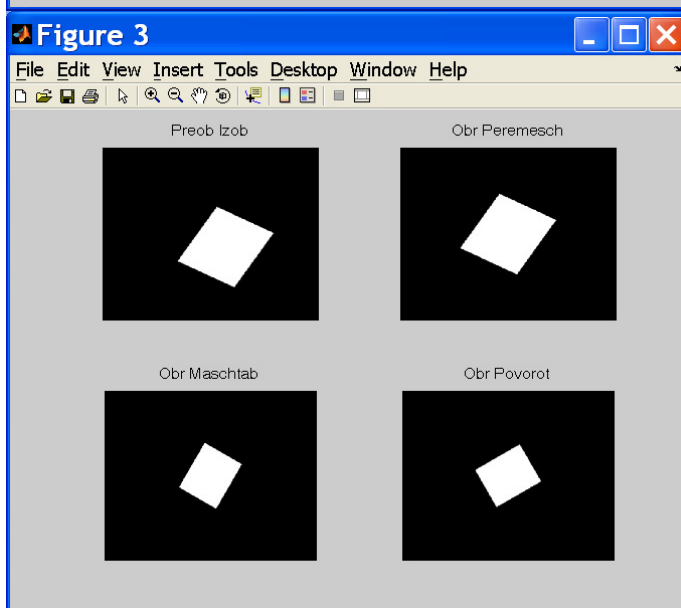 Figure 3
File Edit View Insert Tools Desktop Window Help
Preob Izob
Obr Peremesch
Obr Maschtab
Obr Povorot